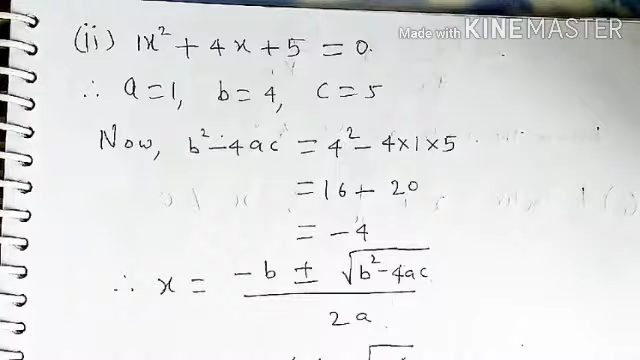 Made with KINEMASTER
(ii) 1x² + 4x + 5 = 0.
∴ a = 1, b = 4, c = 5
Now, b² - 4ac = 4² - 4×1×5
= 16 + 20
= -4
∴ x = (-b ± √(b² - 4ac)) / 2a